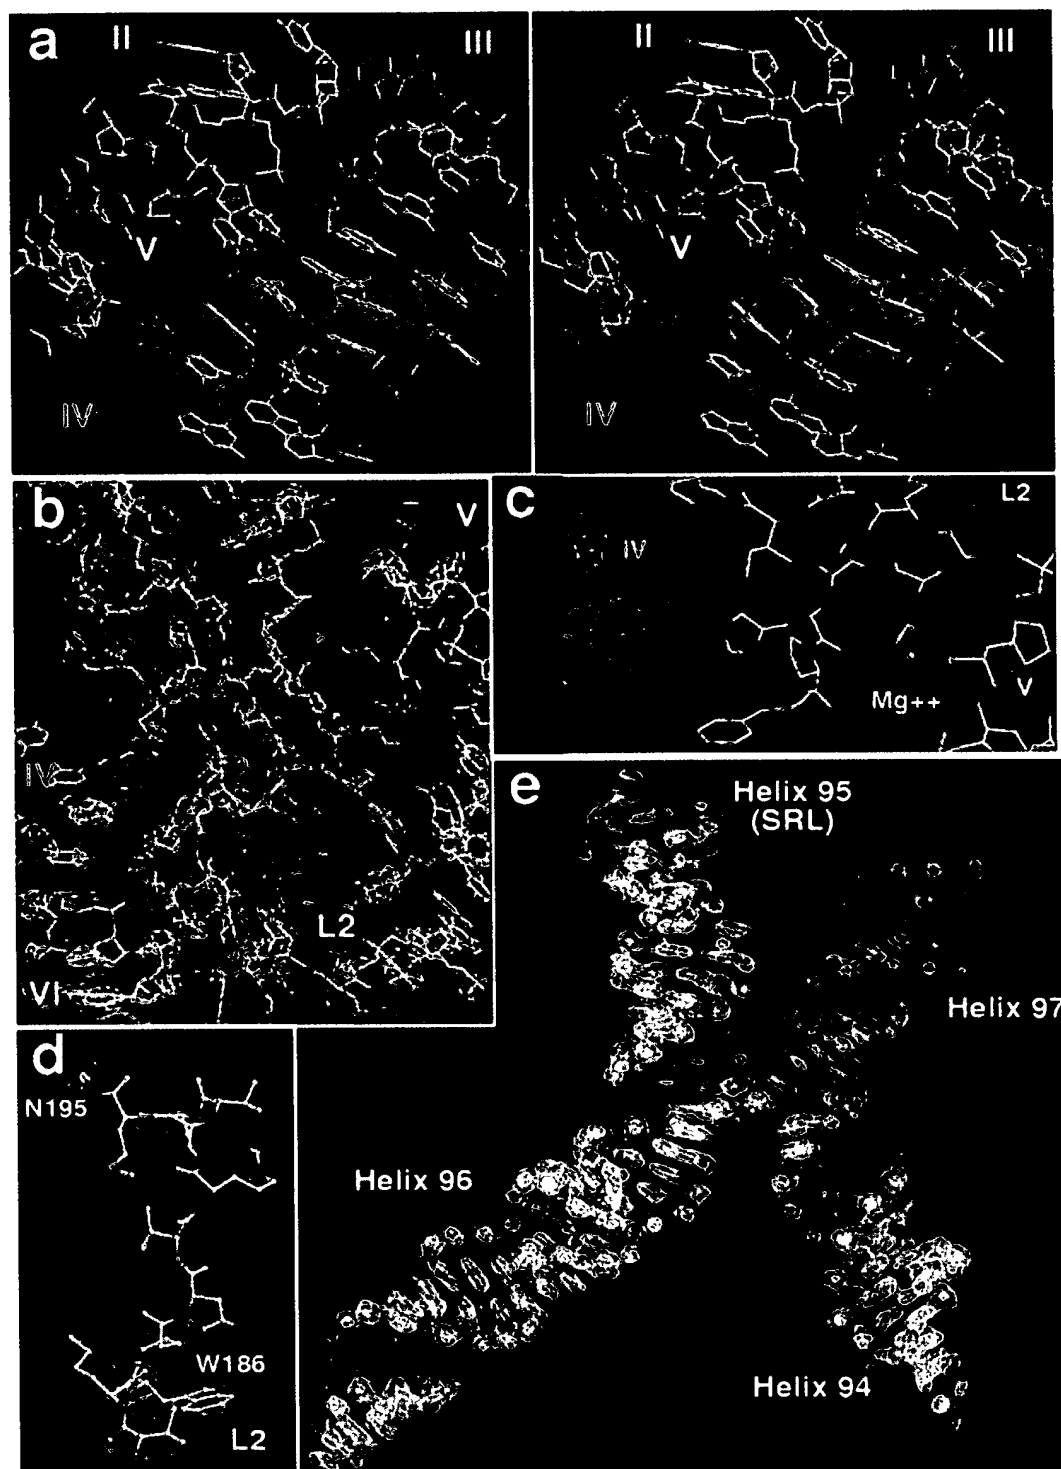 a
II
III
II
III
V
V
IV
IV
b
V
IV
L2
VI
c
L2
IV
Mg++
V
d
N195
W186
L2
e
Helix 95
(SRL)
Helix 97
Helix 96
Helix 94